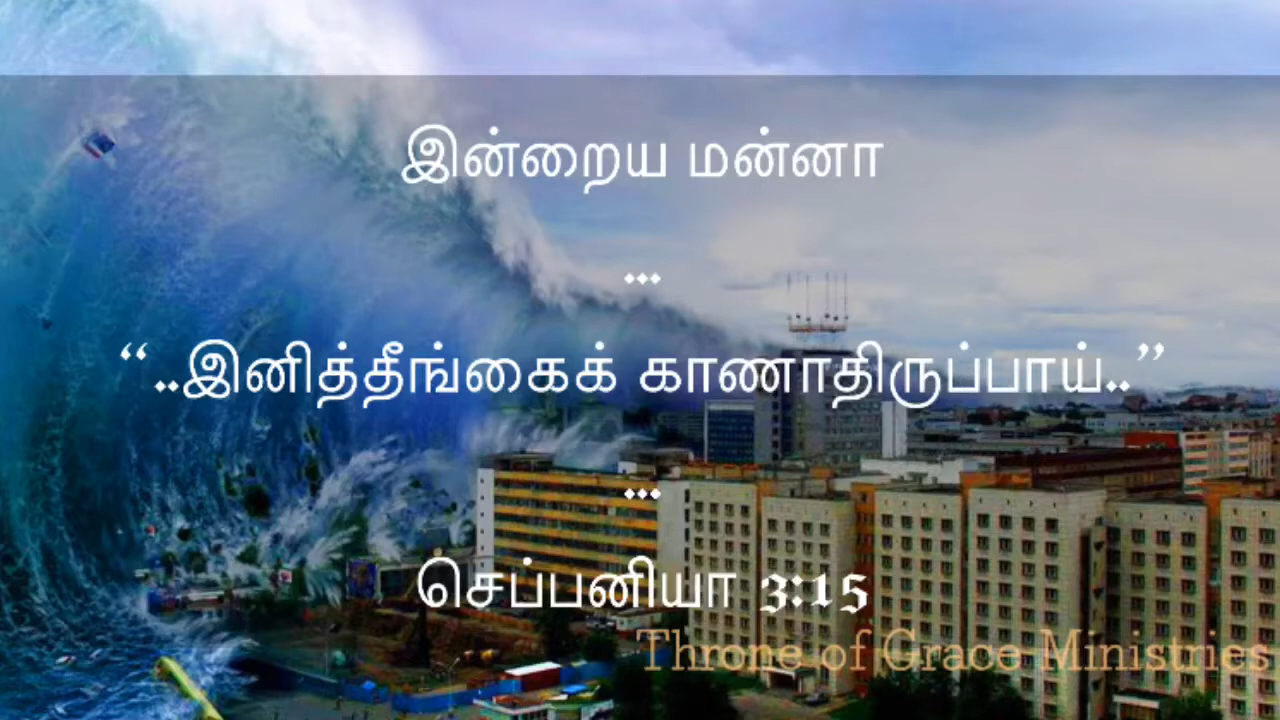 இன்றைய மன்னா
...
“..இனித்தீங்கைக் காணாதிருப்பாய்..”
...
செப்பனியா 3:15
Throne of Grace Ministries